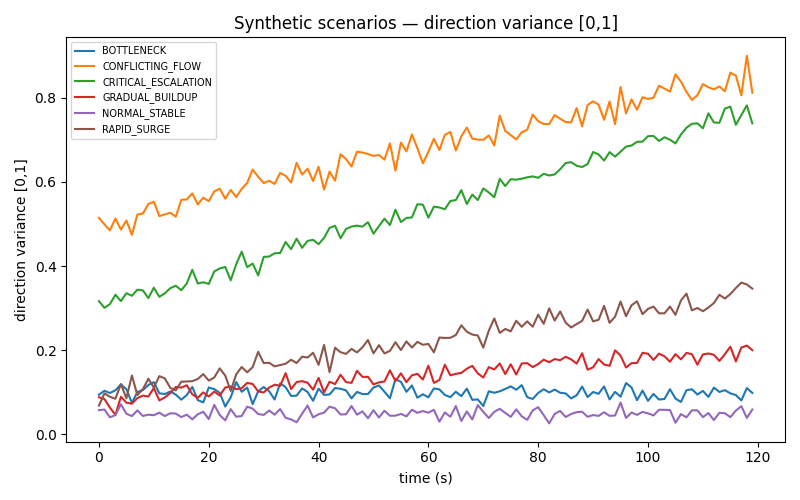 Synthetic scenarios — direction variance [0,1]
BOTTLENECK
CONFLICTING_FLOW
CRITICAL_ESCALATION
GRADUAL_BUILDUP
NORMAL_STABLE
RAPID_SURGE
direction variance [0,1]
0.8
0.6
0.4
0.2
0.0
0 20 40 60 80 100 120
time (s)